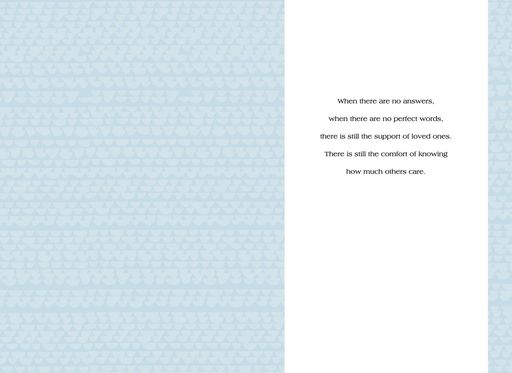 When there are no answers,
when there are no perfect words,
there is still the support of loved ones.
There is still the comfort of knowing
how much others care.